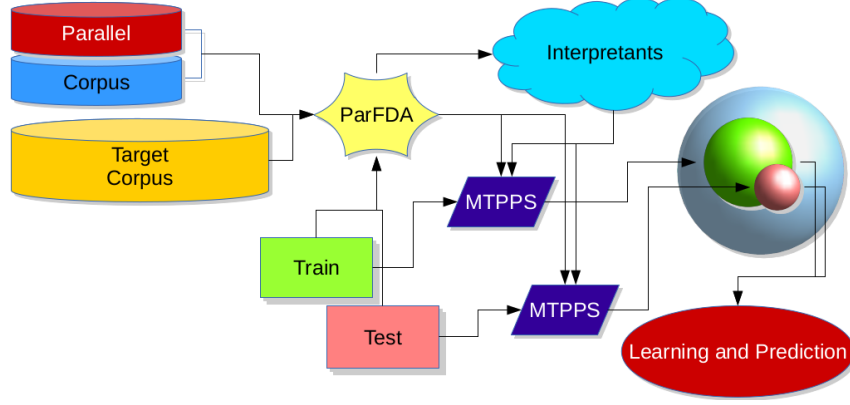 Parallel
Corpus
Target
Corpus
ParFDA
Interpretants
MTPPS
Train
MTPPS
Test
Learning and Prediction